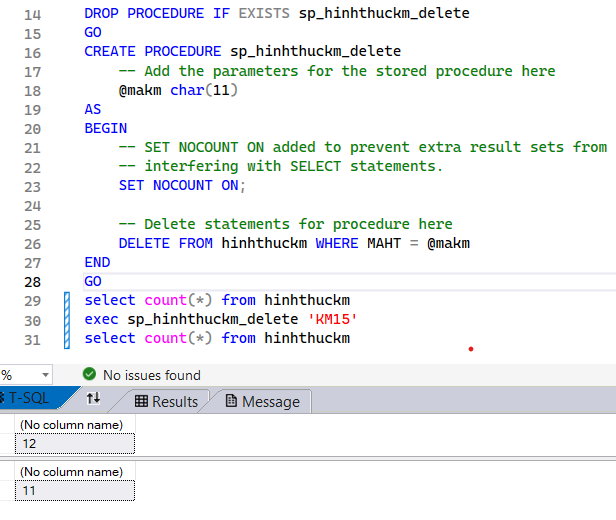 14 DROP PROCEDURE IF EXISTS sp_hinhthuckm_delete
15 GO
16 CREATE PROCEDURE sp_hinhthuckm_delete
17 -- Add the parameters for the stored procedure here
18 @makm char(11)
19 AS
20 BEGIN
21 -- SET NOCOUNT ON added to prevent extra result sets from
22 -- interfering with SELECT statements.
23 SET NOCOUNT ON;
24
25 -- Delete statements for procedure here
26 DELETE FROM hinhthuckm WHERE MAHT = @makm
27 END
28 GO
29 select count(*) from hinhthuckm
30 exec sp_hinhthuckm_delete 'KM15'
31 select count(*) from hinhthuckm
% No issues found
T-SQL Results Message
(No column name)
12
(No column name)
11